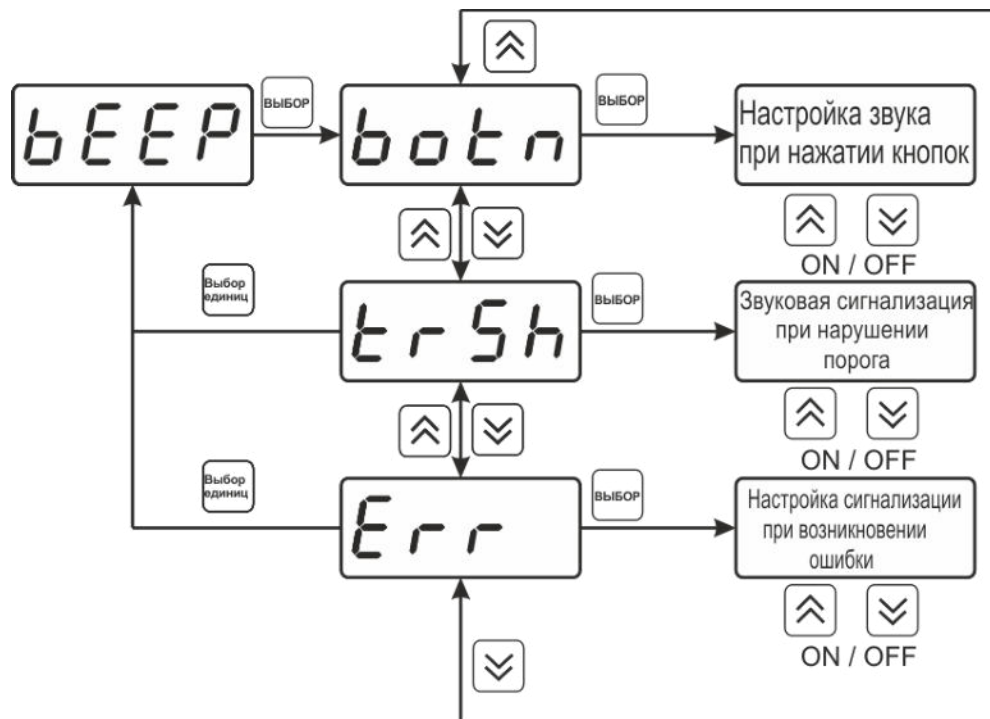 bEEP
ВЫБОР
botn
ВЫБОР
Настройка звука
при нажатии кнопок
ON / OFF
Выбор
единиц
trSh
ВЫБОР
Звуковая сигнализация
при нарушении
порога
ON / OFF
Выбор
единиц
Err
ВЫБОР
Настройка сигнализации
при возникновении
ошибки
ON / OFF